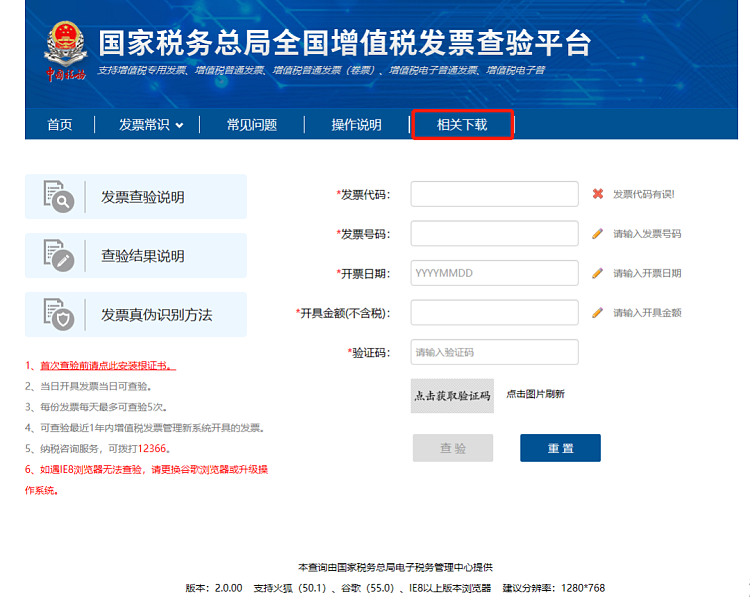 国家税务总局全国增值税发票查验平台
中国税务
支持增值税专用发票、增值税普通发票、增值税普通发票（卷票）、增值税电子普通发票、增值税电子普
首页
发票常识
常见问题
操作说明
相关下载
发票查验说明
查验结果说明
发票真伪识别方法
*发票代码：
发票代码有误!
*发票号码：
请输入发票号码
*开票日期：
YYYYMMDD
请输入开票日期
*开具金额(不含税)：
请输入开具金额
*验证码：
请输入验证码
点击获取验证码
点击图片刷新
查 验
重 置
1、首次查验前请点此安装根证书。
2、当日开具发票当日可查验。
3、每份发票每天最多可查验5次。
4、可查验最近1年内增值税发票管理新系统开具的发票。
5、纳税咨询服务，可拨打12366。
6、如遇IE8浏览器无法查验，请更换谷歌浏览器或升级操
作系统。
本查询由国家税务总局电子税务管理中心提供
版本：2.0.00 支持火狐（50.1）、谷歌（55.0）、IE8以上版本浏览器 建议分辨率：1280*768